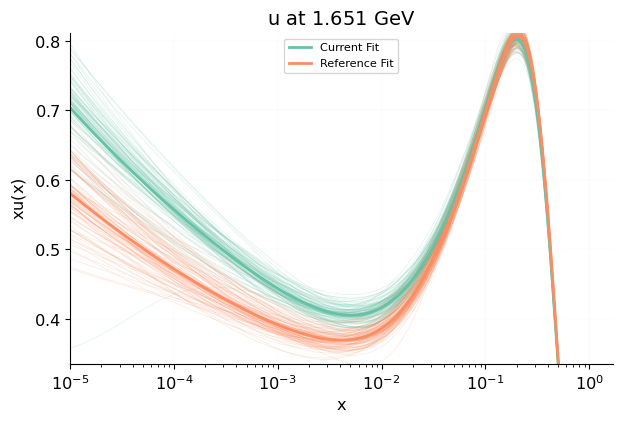 u at 1.651 GeV
Current Fit
Reference Fit
xu(x)
0.8
0.7
0.6
0.5
0.4
10⁻⁵
10⁻⁴
10⁻³
10⁻²
10⁻¹
10⁰
x